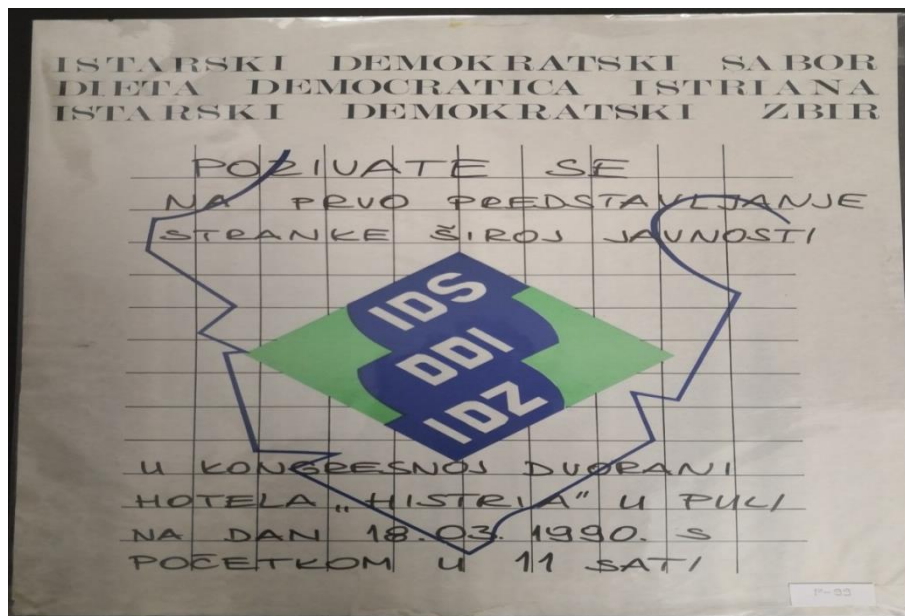 ISTARSKI DEMOKRATSKI SABOR
DIETA DEMOCRATICA ISTRIANA
ISTARSKI DEMOKRATSKI ZBIR
POZIVATE SE
NA PRVO PREDSTAVLJANJE
STRANKE ŠIROJ JAVNOSTI
IDS
DDI
IDZ
U KONGRESNOJ DVORANI
HOTELA „HISTRIA" U PULI
NA DAN 18.03.1990. S
POČETKOM U 11 SATI
P-99